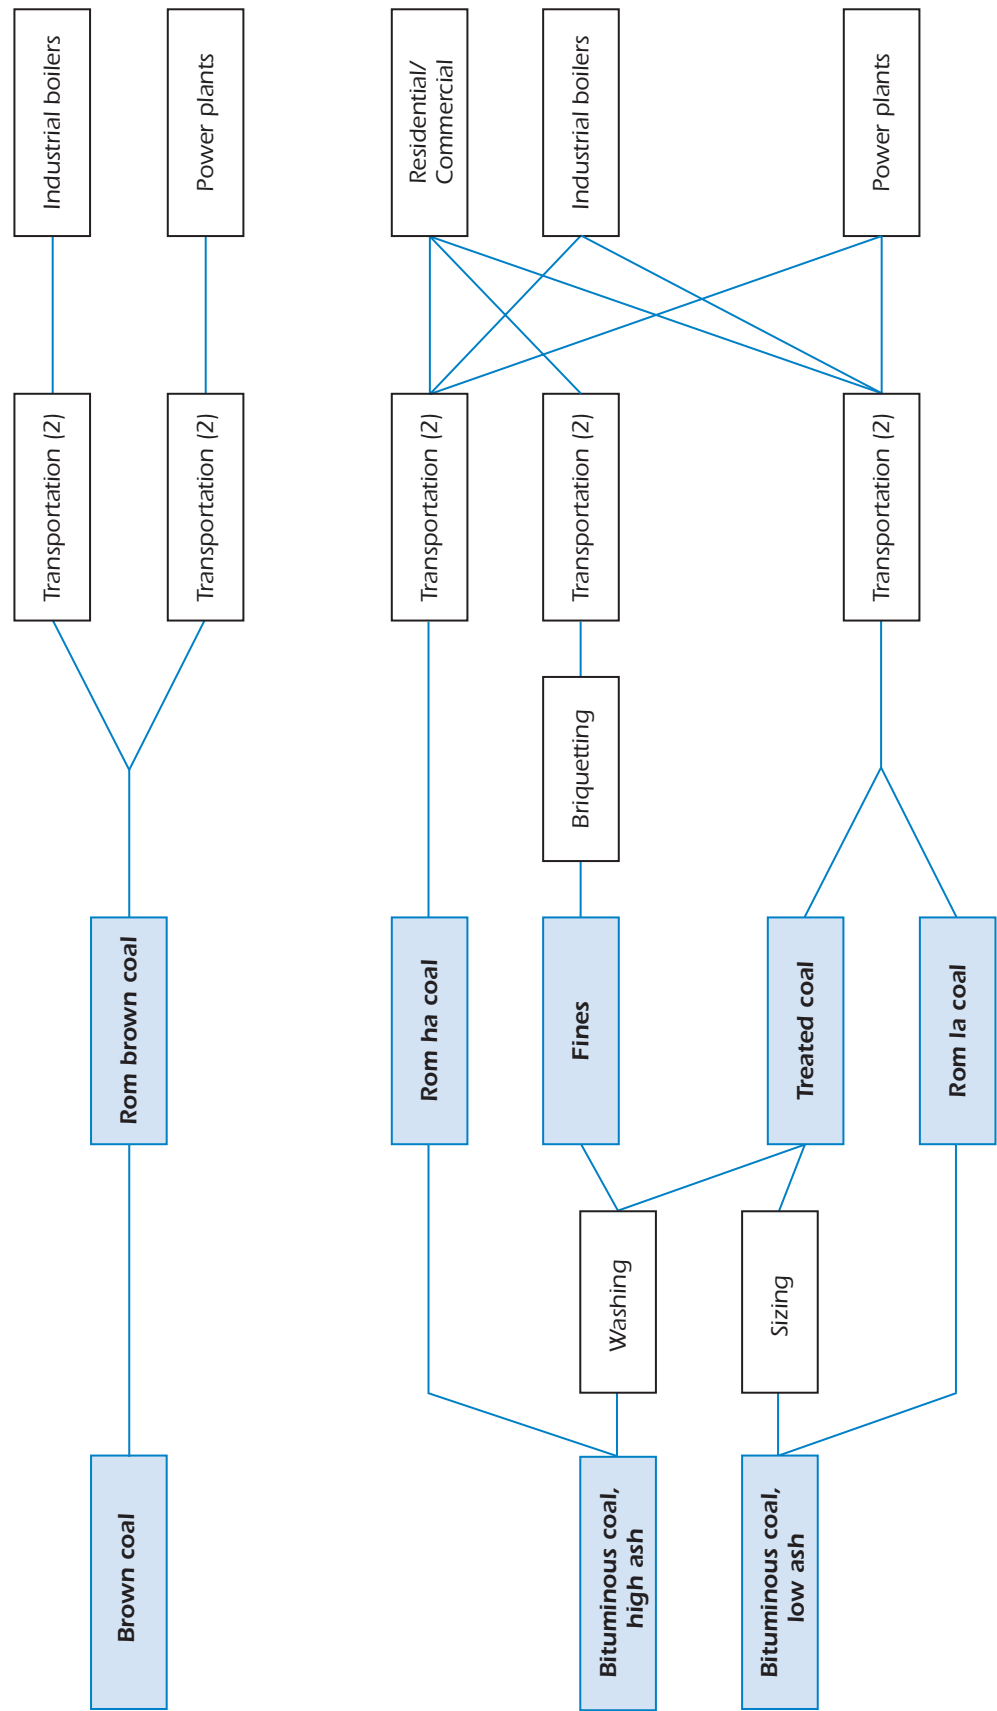 Brown coal
Bituminous coal,
high ash
Bituminous coal,
low ash
Washing
Sizing
Rom brown coal
Rom ha coal
Fines
Treated coal
Rom la coal
Briquetting
Transportation (2)
Transportation (2)
Transportation (2)
Transportation (2)
Transportation (2)
Industrial boilers
Power plants
Residential/
Commercial
Industrial boilers
Power plants